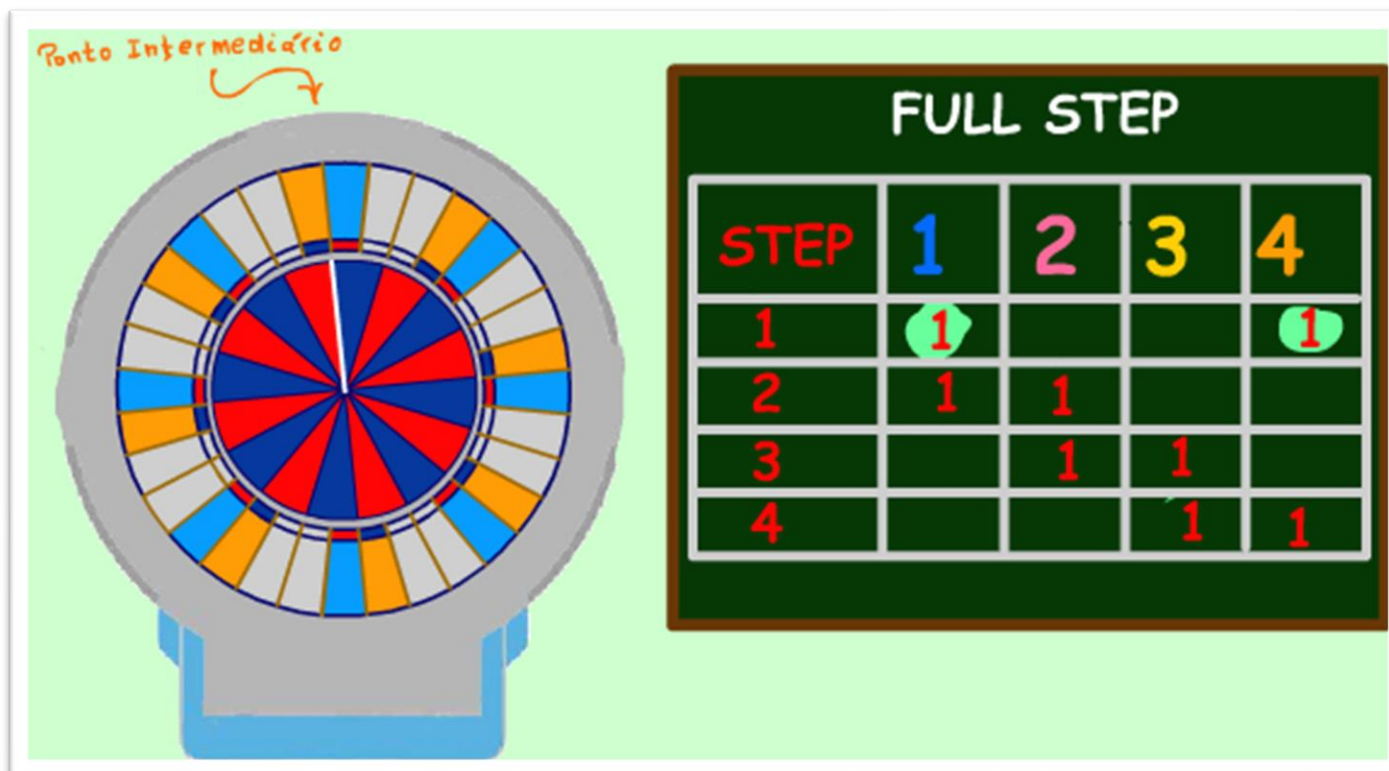 Ponto Intermediário
FULL STEP
STEP 1 2 3 4
1 1 1
2 1 1
3 1 1
4 1 1